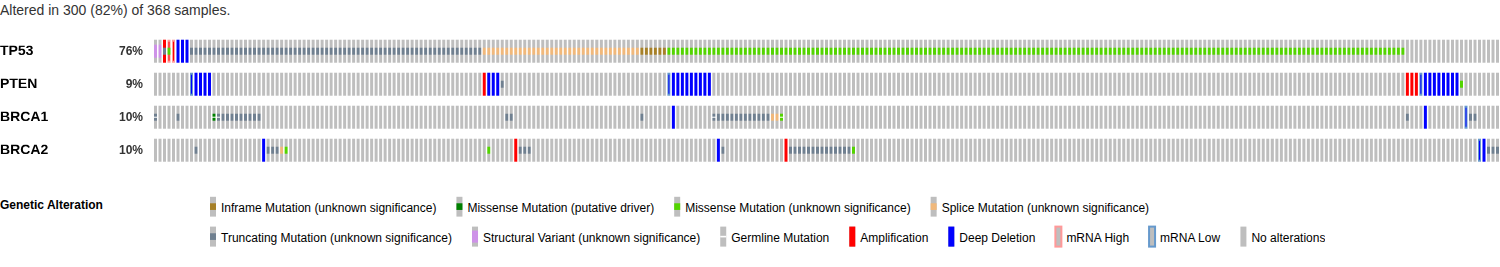 Altered in 300 (82%) of 368 samples.
TP53 76%
PTEN 9%
BRCA1 10%
BRCA2 10%
Genetic Alteration Inframe Mutation (unknown significance) Missense Mutation (putative driver) Missense Mutation (unknown significance) Splice Mutation (unknown significance)
Truncating Mutation (unknown significance) Structural Variant (unknown significance) Germline Mutation Amplification Deep Deletion mRNA High mRNA Low No alterations